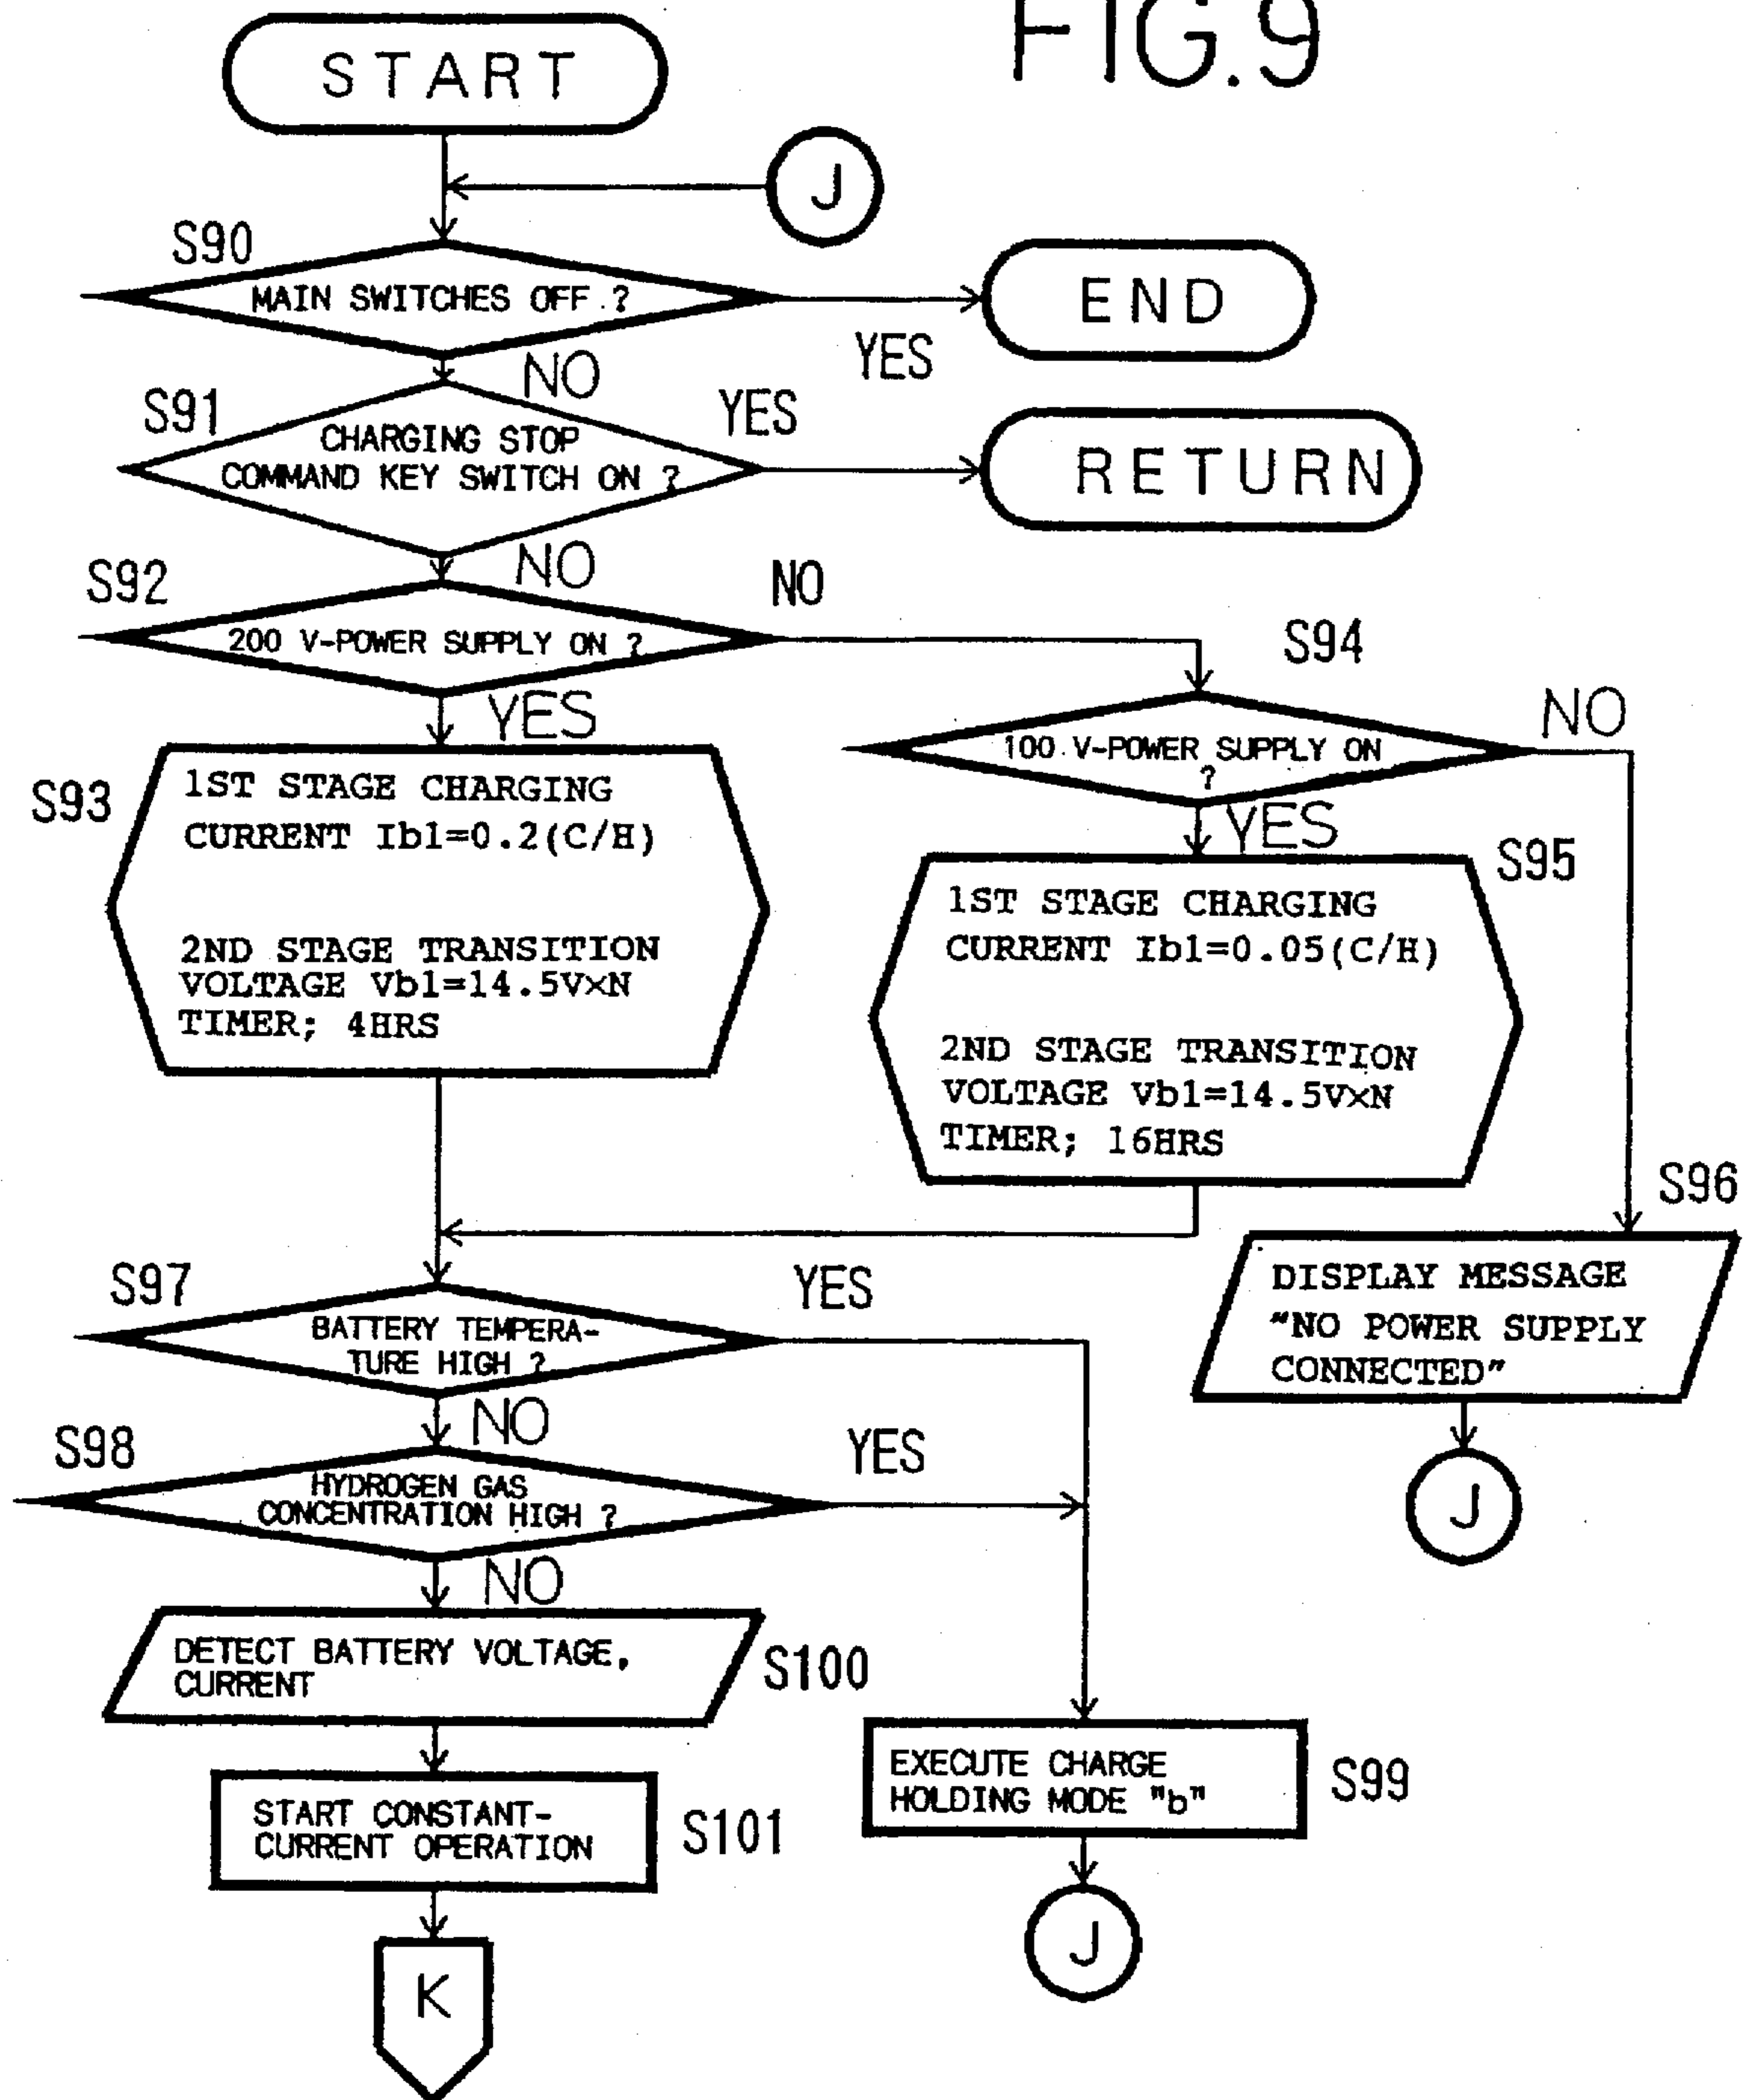 FIG.9
START
J
S90
MAIN SWITCHES OFF ?
END
YES
NO
S91
CHARGING STOP
COMMAND KEY SWITCH ON ?
YES
RETURN
NO
S92
200 V-POWER SUPPLY ON ?
NO
YES
S94
100 V-POWER SUPPLY ON
?
NO
YES
S93
1ST STAGE CHARGING
CURRENT Ib1=0.2(C/H)
2ND STAGE TRANSITION
VOLTAGE Vb1=14.5V×N
TIMER; 4HRS
S95
1ST STAGE CHARGING
CURRENT Ib1=0.05(C/H)
2ND STAGE TRANSITION
VOLTAGE Vb1=14.5V×N
TIMER; 16HRS
S96
DISPLAY MESSAGE
"NO POWER SUPPLY
CONNECTED"
J
S97
BATTERY TEMPERA-
TURE HIGH ?
YES
NO
S98
HYDROGEN GAS
CONCENTRATION HIGH ?
YES
NO
DETECT BATTERY VOLTAGE,
CURRENT
S100
START CONSTANT-
CURRENT OPERATION
S101
K
EXECUTE CHARGE
HOLDING MODE "b"
S99
J